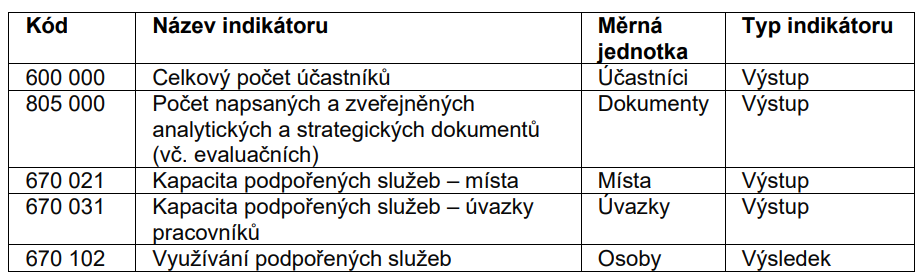 Kód Název indikátoru Měrná jednotka Typ indikátoru
600 000 Celkový počet účastníků Účastníci Výstup
805 000 Počet napsaných a zveřejněných Dokumenty Výstup
analytických a strategických dokumentů
(vč. evaluačních)
670 021 Kapacita podpořených služeb – místa Místa Výstup
670 031 Kapacita podpořených služeb – úvazky Úvazky Výstup
pracovníků
670 102 Využívání podpořených služeb Osoby Výsledek